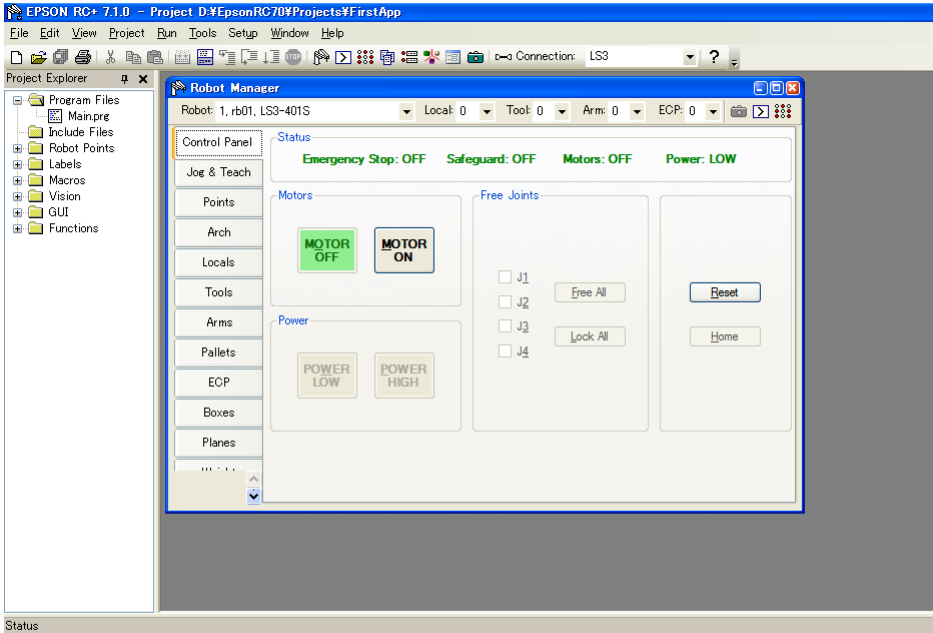 EPSON RC+ 7.1.0 - Project D:¥EpsonRC70¥Projects¥FirstApp
File Edit View Project Run Tools Setup Window Help
STOP Connection: LS3 ?
Project Explorer
Program Files
Main.prg
Include Files
Robot Points
Labels
Macros
Vision
GUI
Functions
Robot Manager
Robot: 1, rb01, LS3-401S Local: 0 Tool: 0 Arm: 0 ECP: 0
Control Panel
Jog & Teach
Points
Arch
Locals
Tools
Arms
Pallets
ECP
Boxes
Planes
Status
Emergency Stop: OFF Safeguard: OFF Motors: OFF Power: LOW
Motors
MOTOR OFF
MOTOR ON
Power
POWER LOW
POWER HIGH
Free Joints
J1
J2
J3
J4
Free All
Lock All
Reset
Home
Status